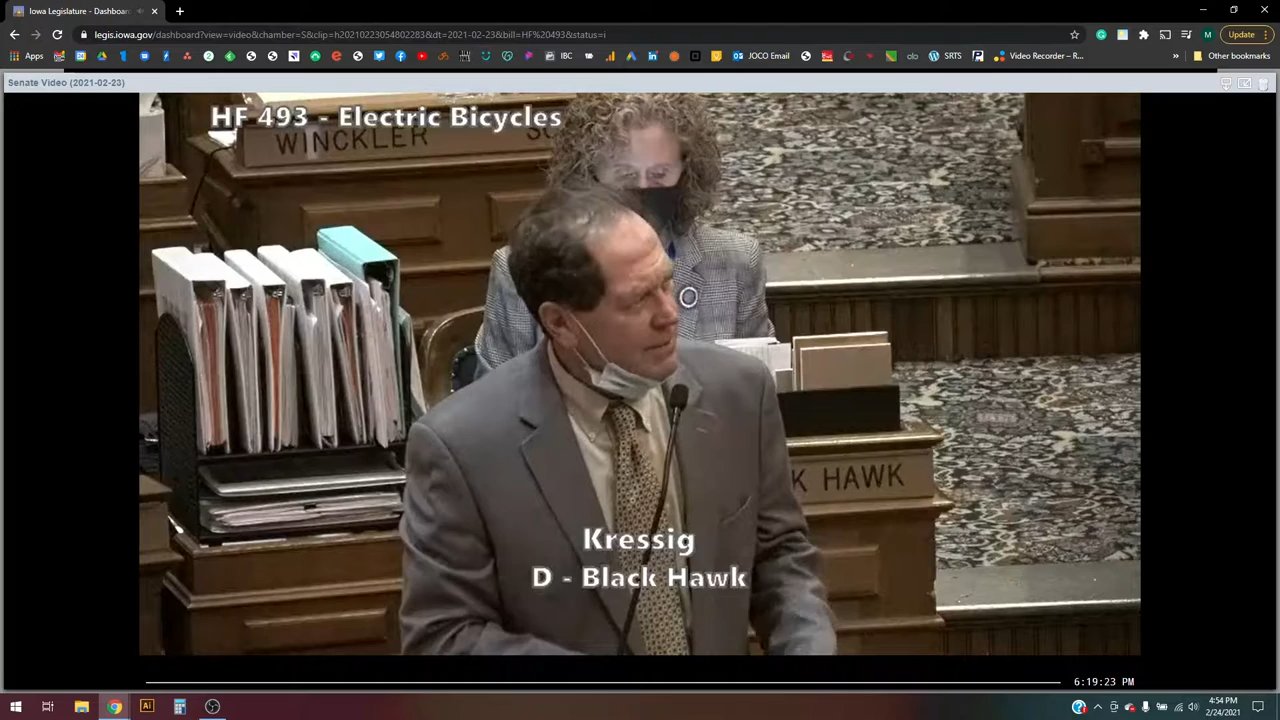 Iowa Legislature - Dashboa
legis.iowa.gov/dashboard?view=video&chamber=S&clip=h20210223054802283&dt=2021-02-23&bill=HF%20493&status=i
Update
Apps
IBC
JOCO Email
SRTS
Video Recorder – R...
»
Other bookmarks
Senate Video (2021-02-23)
HF 493 - Electric Bicycles
WINCKLER
K HAWK
Kressig
D - Black Hawk
6:19:23 PM
4:54 PM
2/24/2021